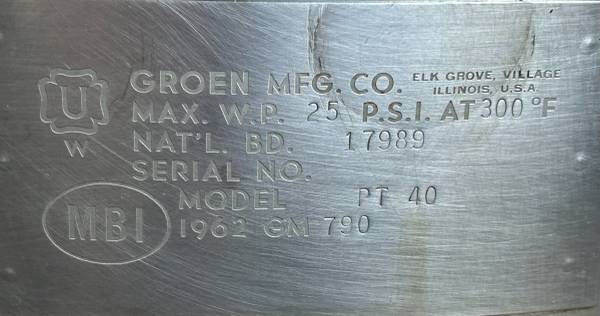 U
W
GROEN MFG. CO. ELK GROVE, VILLAGE
ILLINOIS, U.S.A
MAX. W.P. 25 P.S.I. AT 300 °F
NAT'L. BD. 17989
SERIAL NO.
MODEL PT 40
MBI 1962 GM 790